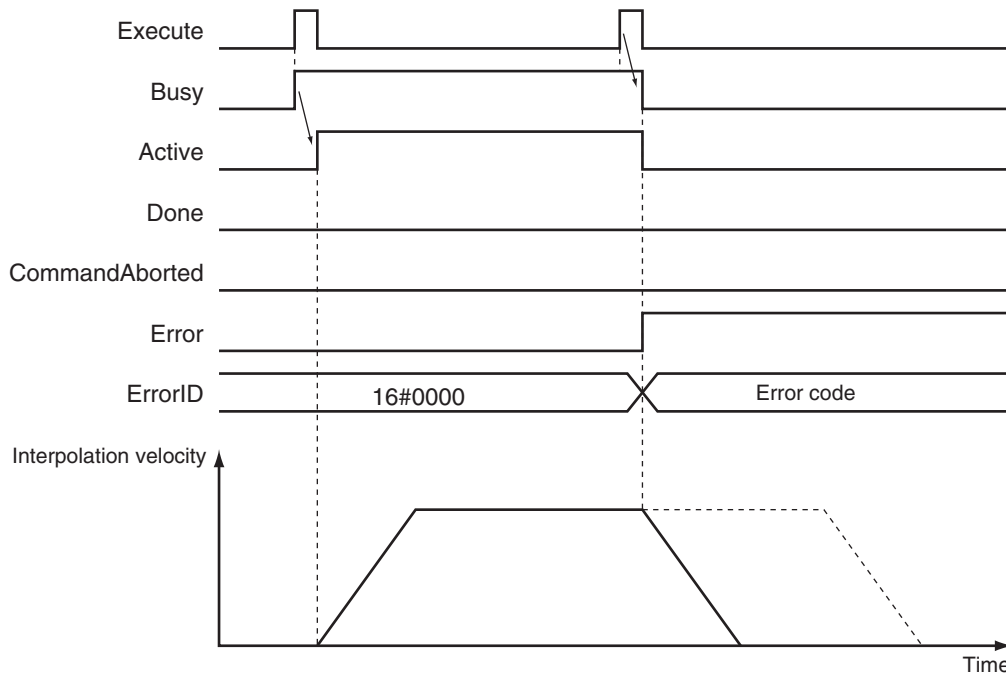 Execute
Busy
Active
Done
CommandAborted
Error
ErrorID
16#0000
Error code
Interpolation velocity
Time